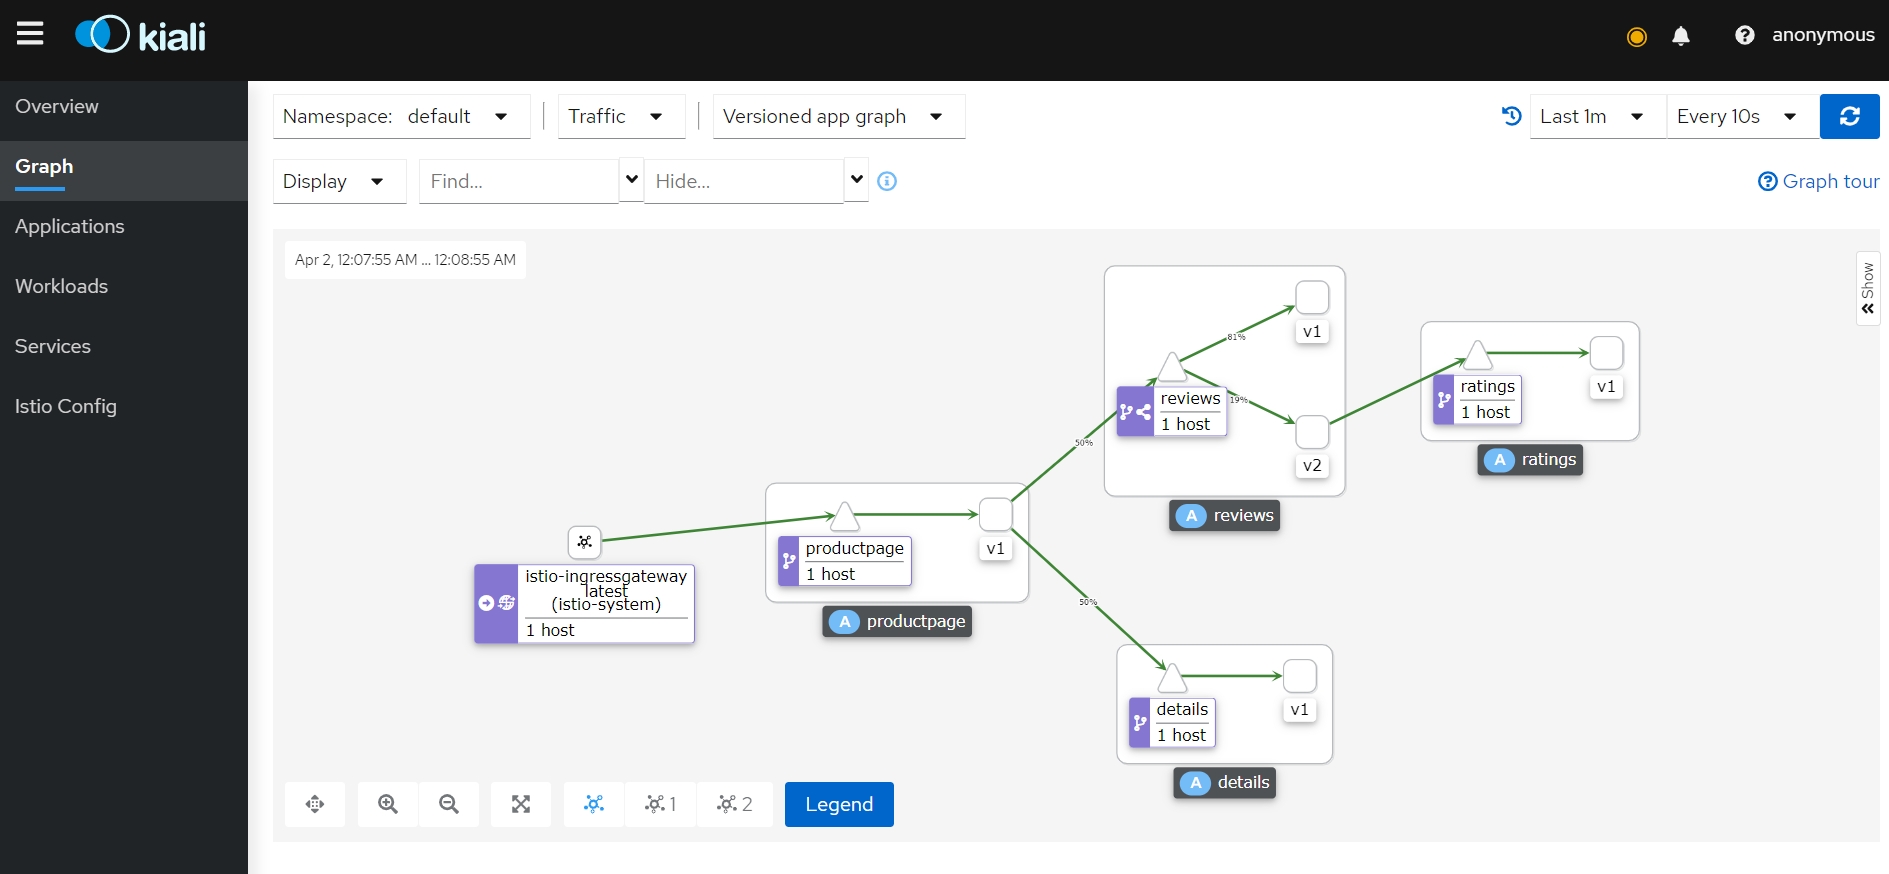 kiali
anonymous
Overview
Graph
Applications
Workloads
Services
Istio Config
Namespace: default
Traffic
Versioned app graph
Last 1m
Every 10s
Display
Find...
Hide...
Graph tour
Apr 2, 12:07:55 AM ... 12:08:55 AM
Show
81%
v1
reviews
1 host
19%
v2
A reviews
ratings
1 host
v1
A ratings
50%
productpage
1 host
v1
A productpage
istio-ingressgateway
latest
(istio-system)
1 host
50%
details
1 host
v1
A details
1
2
Legend